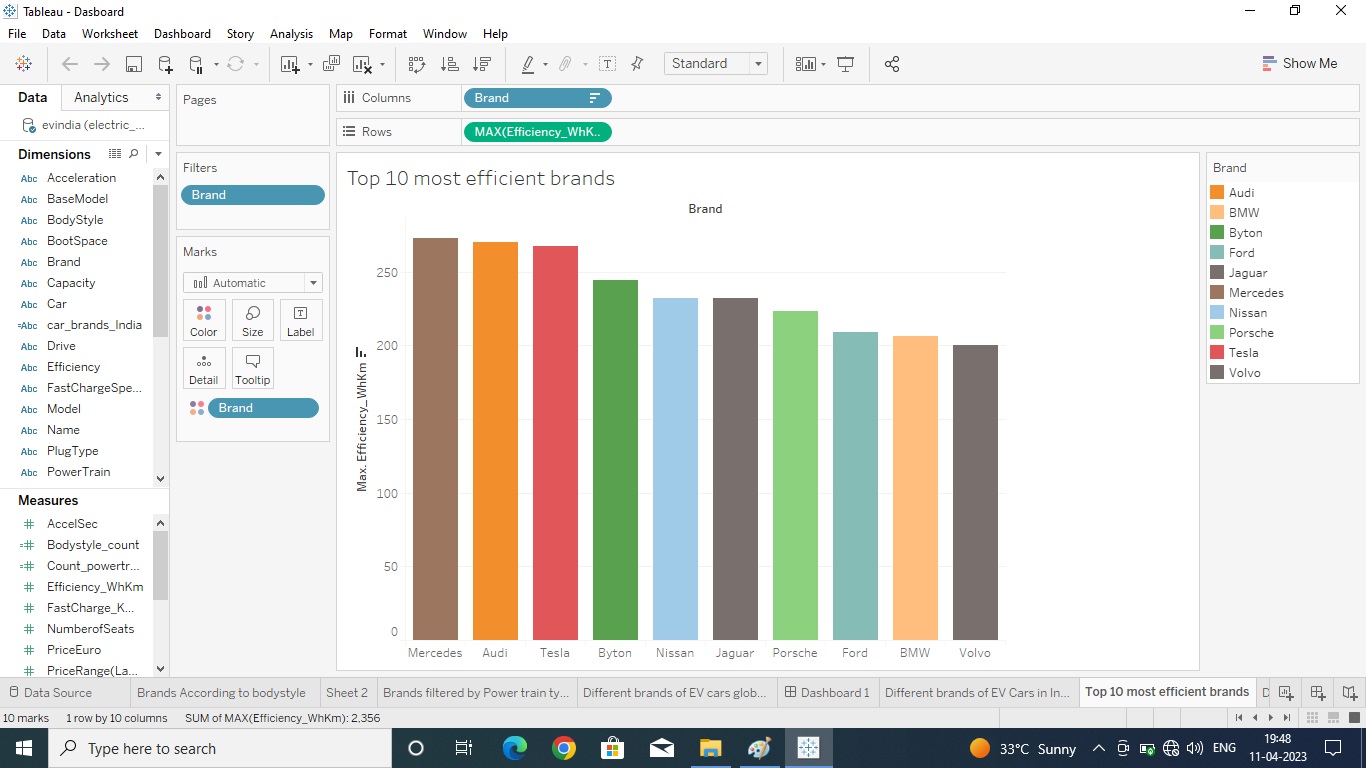 Tableau - Dasboard
File Data Worksheet Dashboard Story Analysis Map Format Window Help
Standard
Show Me
Data Analytics
evindia (electric_...
Dimensions
Abc Acceleration
Abc BaseModel
Abc BodyStyle
Abc BootSpace
Abc Brand
Abc Capacity
Abc Car
=Abc car_brands_India
Abc Drive
Abc Efficiency
Abc FastChargeSpe...
Abc Model
Abc Name
Abc PlugType
Abc PowerTrain
Measures
# AccelSec
=# Bodystyle_count
=# Count_powertr...
# Efficiency_WhKm
# FastCharge_K...
# NumberofSeats
# PriceEuro
# PriceRange(La...
Pages
Filters
Brand
Marks
Automatic
Color Size Label
Detail Tooltip
Brand
Columns Brand
Rows MAX(Efficiency_WhK..
Top 10 most efficient brands
Brand
Max. Efficiency_WhKm
250
200
150
100
50
0
Mercedes Audi Tesla Byton Nissan Jaguar Porsche Ford BMW Volvo
Brand
Audi
BMW
Byton
Ford
Jaguar
Mercedes
Nissan
Porsche
Tesla
Volvo
Data Source Brands According to bodystyle Sheet 2 Brands filtered by Power train ty... Different brands of EV cars glob... Dashboard 1 Different brands of EV Cars in In... Top 10 most efficient brands
10 marks 1 row by 10 columns SUM of MAX(Efficiency_WhKm): 2,356
Type here to search
33°C Sunny
ENG
19:48
11-04-2023